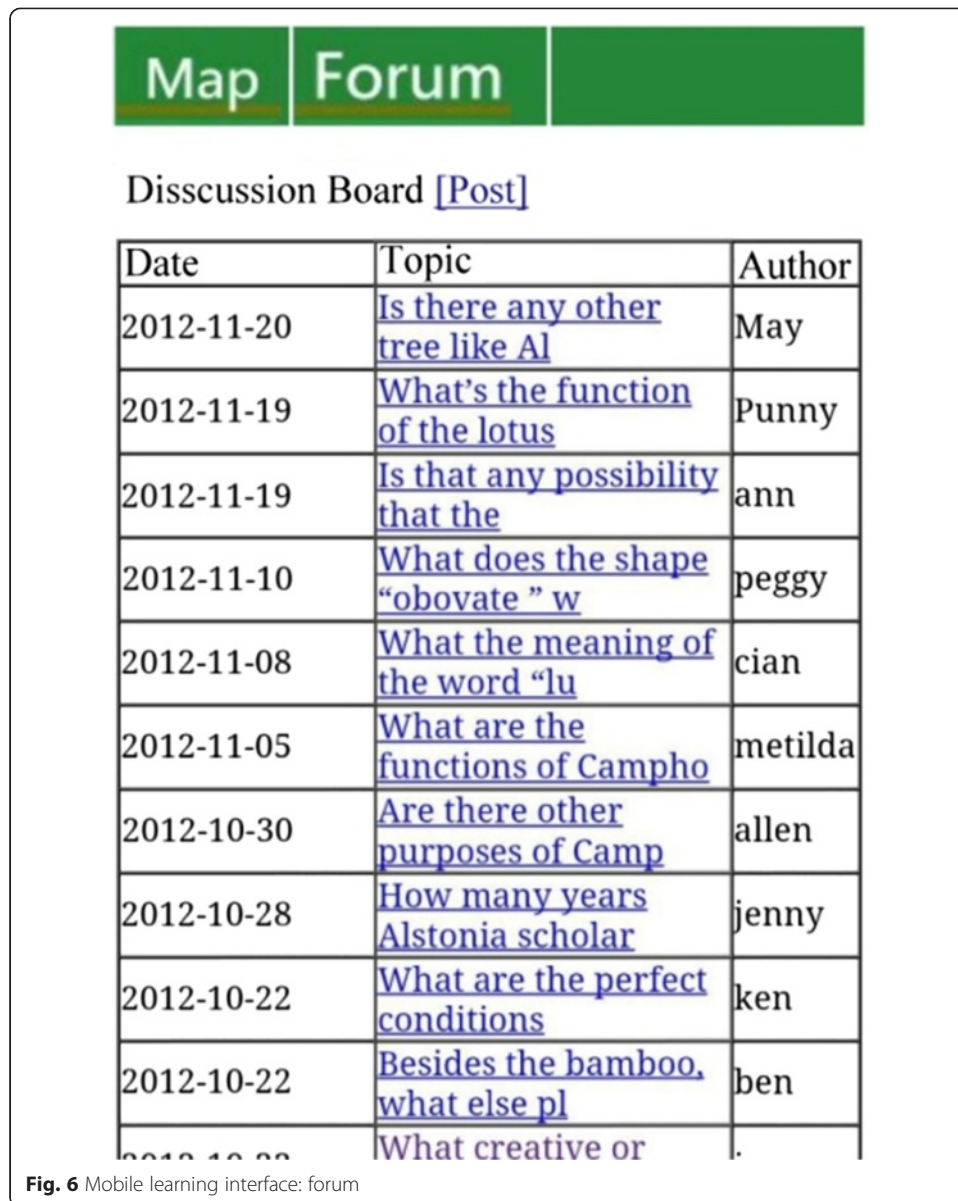 Map Forum
Disscussion Board [Post]
Date Topic Author
2012-11-20 Is there any other tree like Al May
2012-11-19 What's the function of the lotus Punny
2012-11-19 Is that any possibility that the ann
2012-11-10 What does the shape “obovate ” w peggy
2012-11-08 What the meaning of the word “lu cian
2012-11-05 What are the functions of Campho metilda
2012-10-30 Are there other purposes of Camp allen
2012-10-28 How many years Alstonia scholar jenny
2012-10-22 What are the perfect conditions ken
2012-10-22 Besides the bamboo, what else pl ben
What creative or
Fig. 6 Mobile learning interface: forum